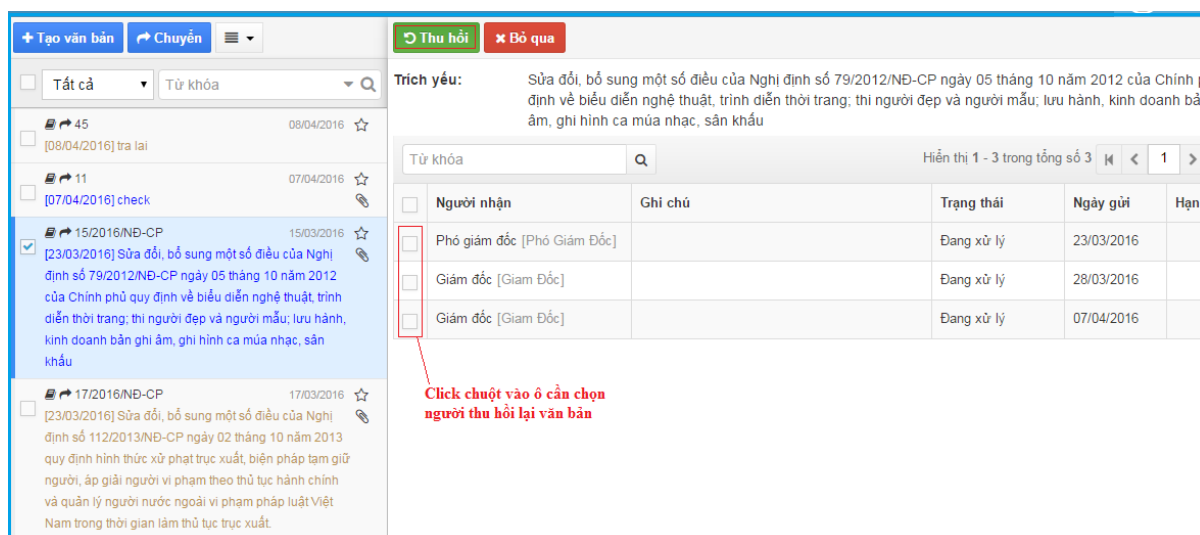 Tạo văn bản
Chuyển
Tất cả
Từ khóa
45
08/04/2016
[08/04/2016] tra lai
11
07/04/2016
[07/04/2016] check
15/2016/NĐ-CP
15/03/2016
[23/03/2016] Sửa đổi, bổ sung một số điều của Nghị
định số 79/2012/NĐ-CP ngày 05 tháng 10 năm 2012
của Chính phủ quy định về biểu diễn nghệ thuật, trình
diễn thời trang; thi người đẹp và người mẫu; lưu hành,
kinh doanh bản ghi âm, ghi hình ca múa nhạc, sân
khấu
17/2016/NĐ-CP
17/03/2016
[23/03/2016] Sửa đổi, bổ sung một số điều của Nghị
định số 112/2013/NĐ-CP ngày 02 tháng 10 năm 2013
quy định hình thức xử phạt trục xuất, biện pháp tạm giữ
người, áp giải người vi phạm theo thủ tục hành chính
và quản lý người nước ngoài vi phạm pháp luật Việt
Nam trong thời gian làm thủ tục trục xuất.
Thu hồi
Bỏ qua
Trích yếu:
Sửa đổi, bổ sung một số điều của Nghị định số 79/2012/NĐ-CP ngày 05 tháng 10 năm 2012 của Chính
định về biểu diễn nghệ thuật, trình diễn thời trang; thi người đẹp và người mẫu; lưu hành, kinh doanh
âm, ghi hình ca múa nhạc, sân khấu
Từ khóa
Hiển thị 1 - 3 trong tổng số 3
1
Người nhận Ghi chú Trạng thái Ngày gửi Hạn
Phó giám đốc [Phó Giám Đốc] Đang xử lý 23/03/2016
Giám đốc [Giam Đốc] Đang xử lý 28/03/2016
Giám đốc [Giam Đốc] Đang xử lý 07/04/2016
Click chuột vào ô cần chọn
người thu hồi lại văn bản